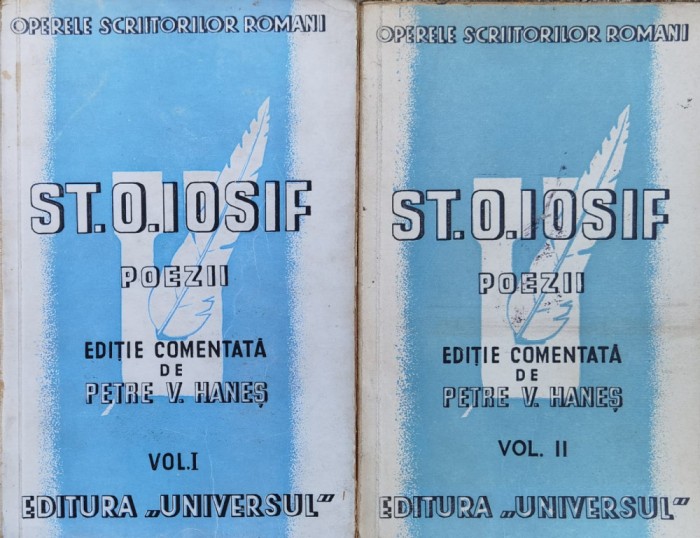 OPERELE SCRIITORILOR ROMANI
ST. O. IOSIF
POEZII
EDIȚIE COMENTATĂ
DE
PETRE V. HANEȘ
VOL. I
EDITURA „UNIVERSUL"
OPERELE SCRIITORILOR ROMANI
ST. O. IOSIF
POEZII
EDIȚIE COMENTATĂ
DE
PETRE V. HANEȘ
VOL. II
EDITURA „UNIVERSUL"